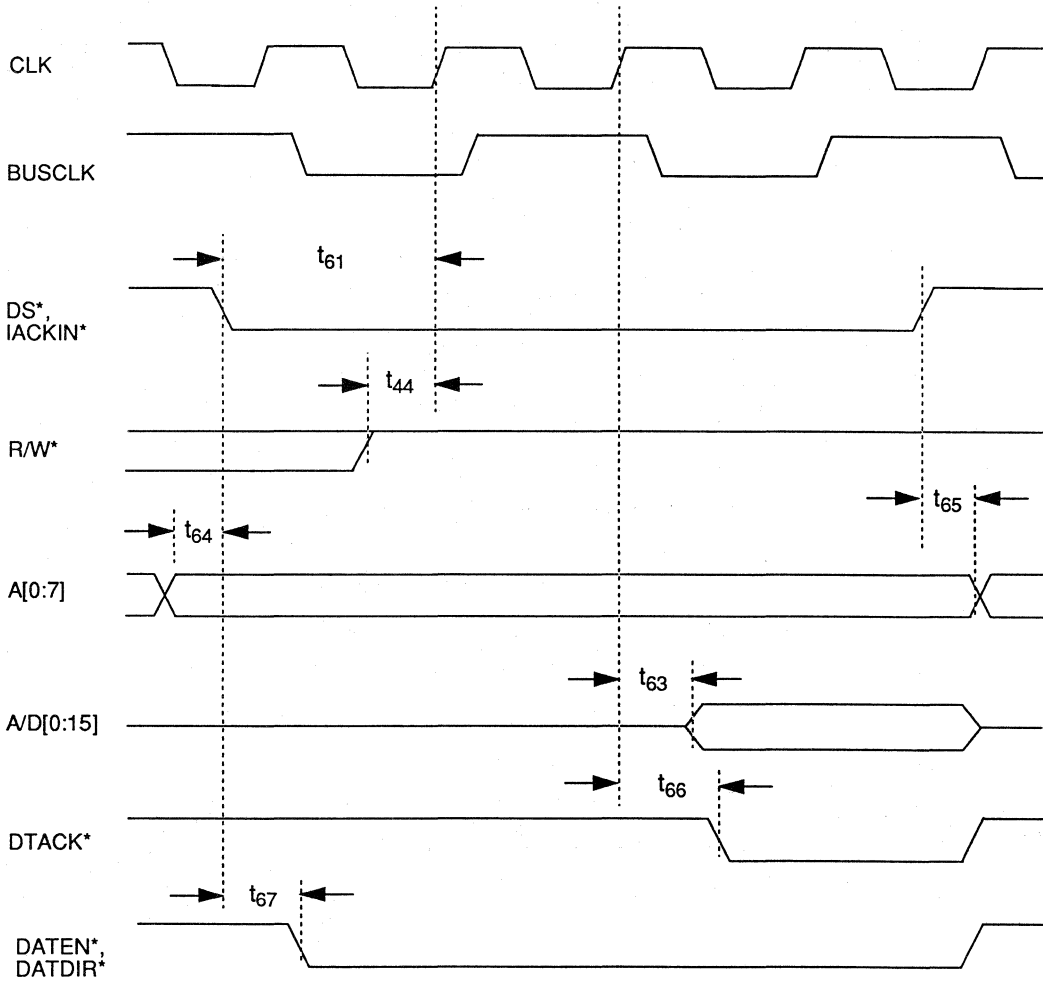 CLK
BUSCLK
t61
DS*,
IACKIN*
t44
R/W*
t65
t64
A[0:7]
t63
A/D[0:15]
t66
DTACK*
t67
DATEN*,
DATDIR*